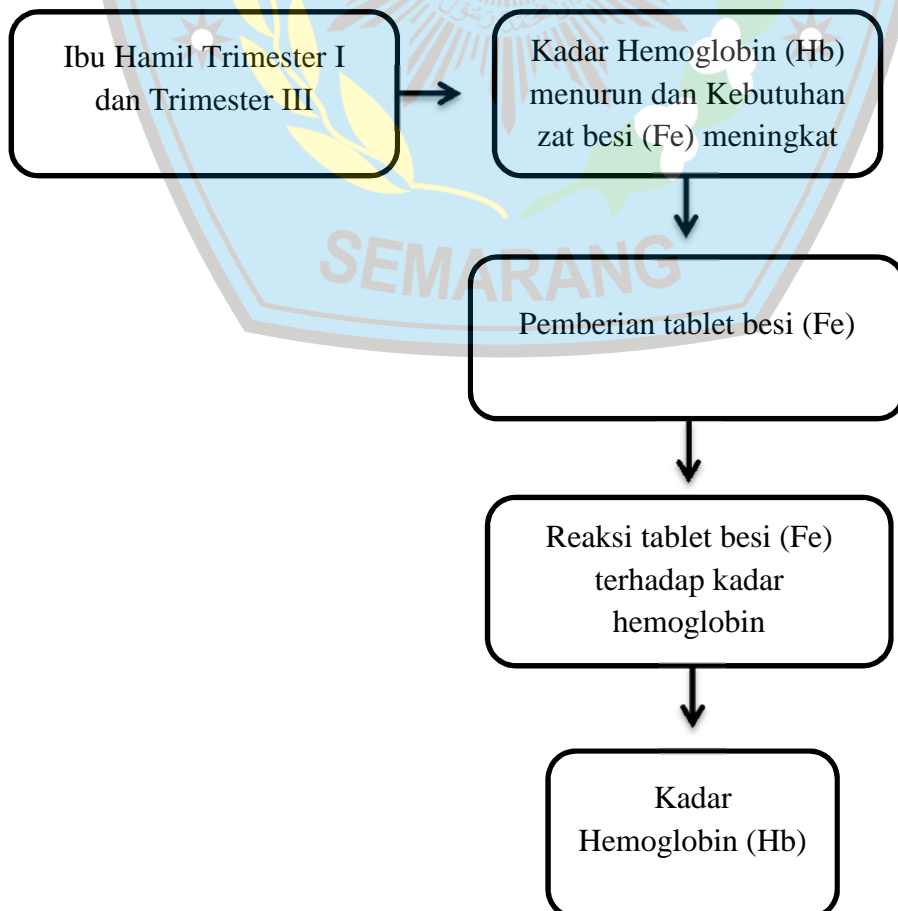 Ibu Hamil Trimester I
dan Trimester III
Kadar Hemoglobin (Hb)
menurun dan Kebutuhan
zat besi (Fe) meningkat
SEMARANG
Pemberian tablet besi (Fe)
Reaksi tablet besi (Fe)
terhadap kadar
hemoglobin
Kadar
Hemoglobin (Hb)